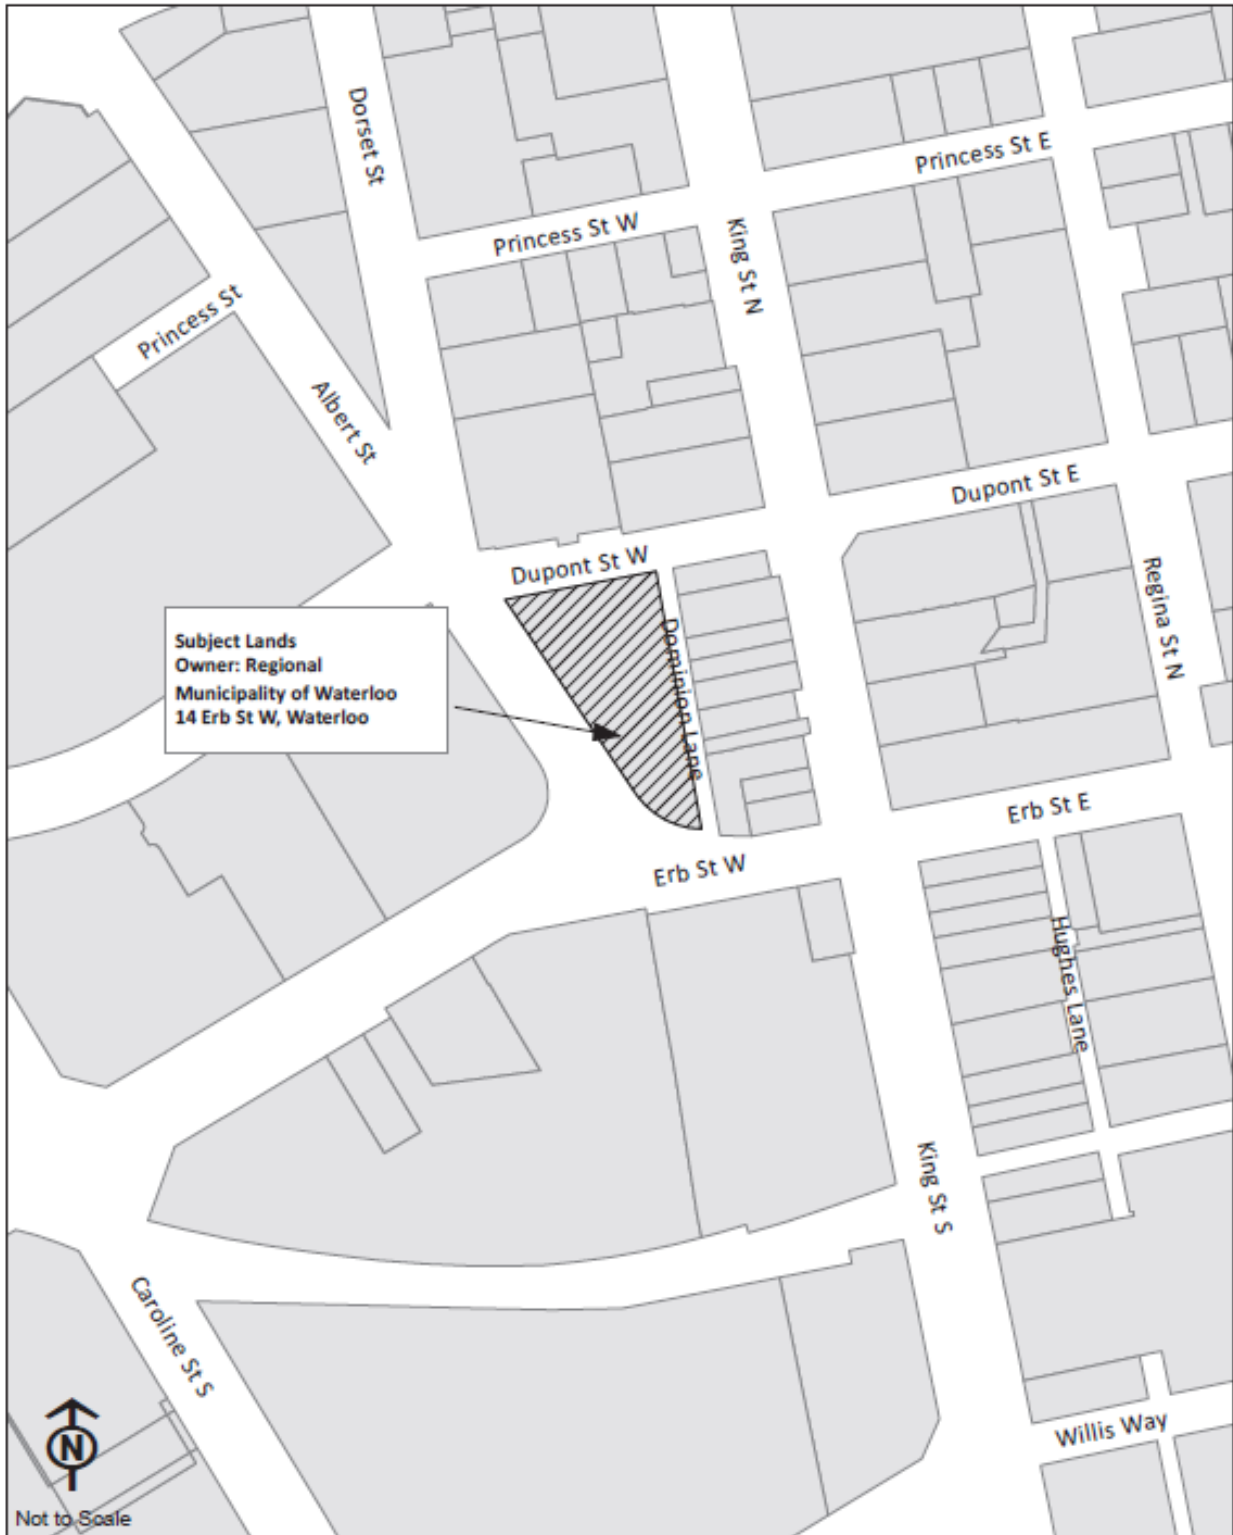 Dorset St
Princess St E
Princess St W
King St N
Princess St
Albert St
Dupont St E
Dupont St W
Regina St N
Subject Lands
Owner: Regional
Municipality of Waterloo
14 Erb St W, Waterloo
Dominion Lane
Erb St E
Erb St W
Hughes Lane
King St S
Caroline St S
Willis Way
N
Not to Scale